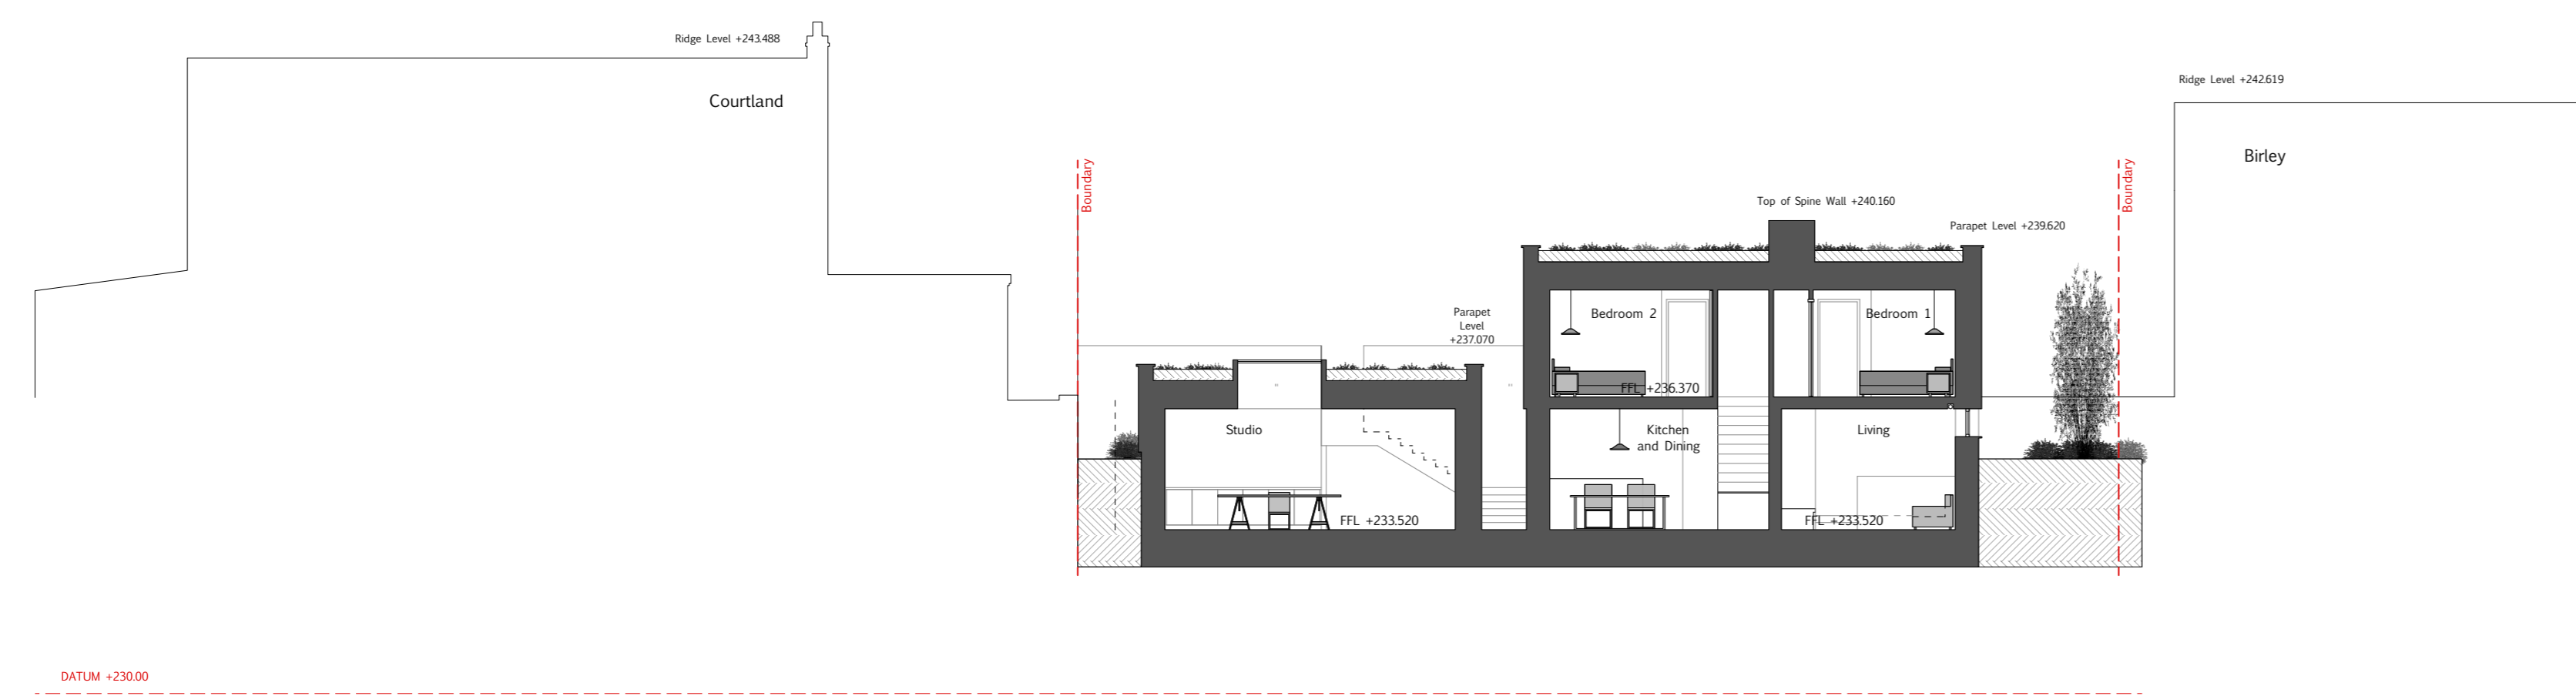 Ridge Level +243.488
Courtland
Ridge Level +242.619
Birley
Boundary
Boundary
Top of Spine Wall +240.160
Parapet Level +239.620
Parapet
Level
+237.070
Bedroom 2
Bedroom 1
FFL +236.370
Studio
Kitchen
and Dining
Living
FFL +233.520
FFL +233.520
DATUM +230.00